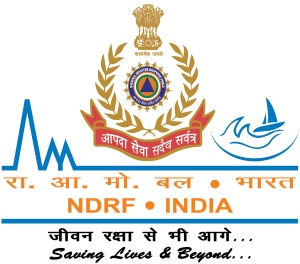 सत्यमेव जयते
आपदा सेवा सदैव सर्वत्र
रा. आ. मो. बल • भारत
NDRF • INDIA
जीवन रक्षा से भी आगे...
Saving Lives & Beyond...